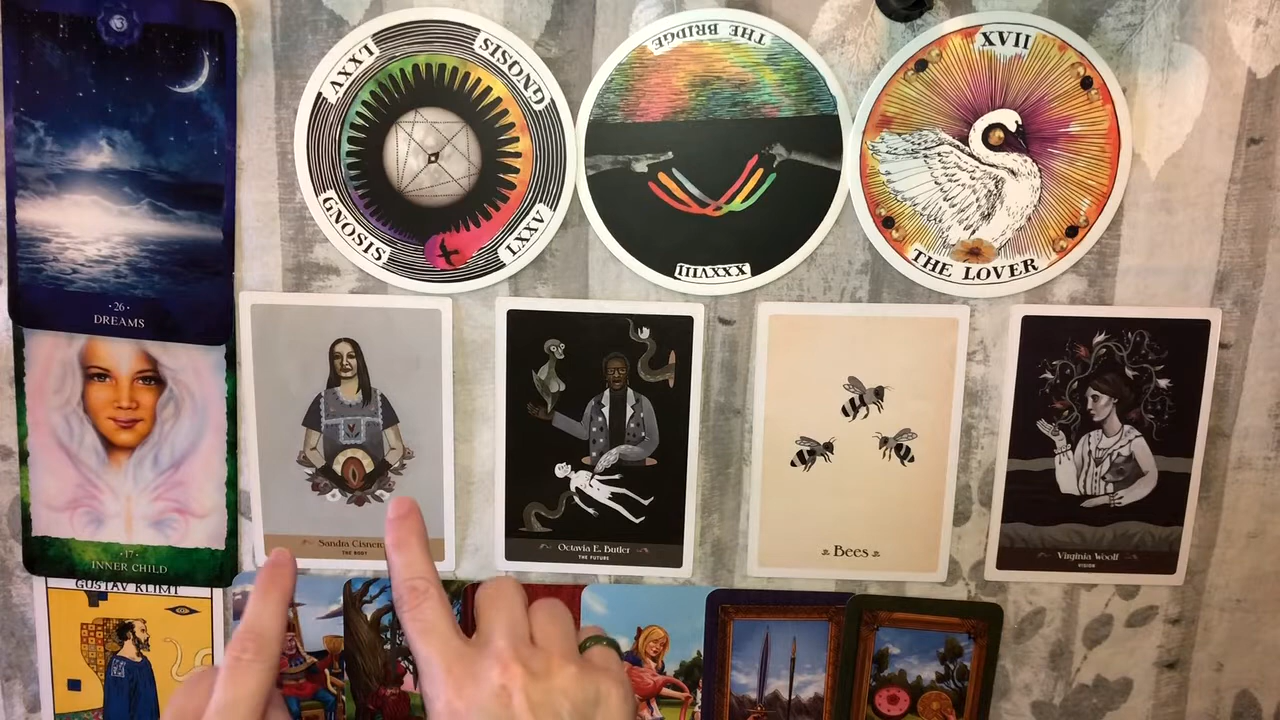 LXXV
GNOSIS
GNOSIS
LXXV
THE BRIDGE
XXXVIII
XVII
THE LOVER
·26·
DREAMS
·17·
INNER CHILD
Sandra
THE BODY
Octavia E. Butler
THE FUTURE
Bees
Virginia Woolf
VISION
GUSTAV KLIMT